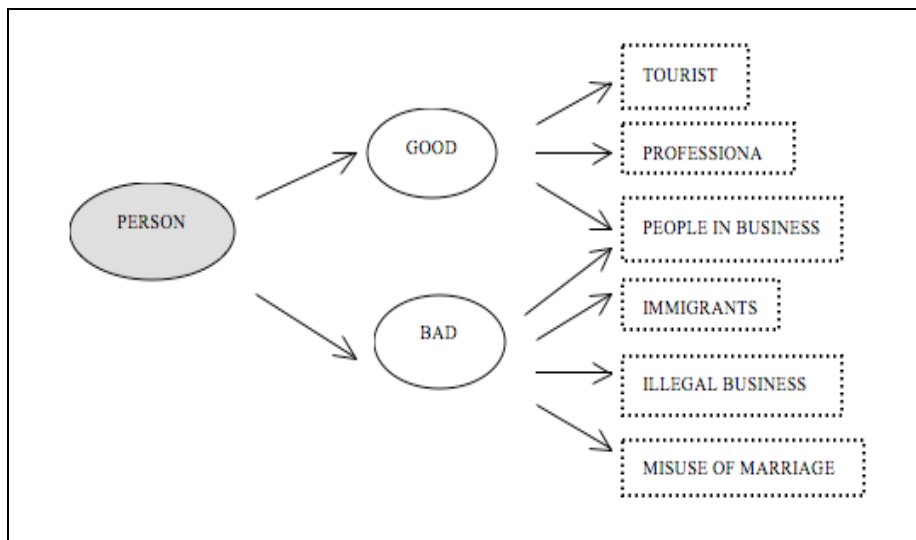 TOURIST
GOOD
PROFESSIONA
PERSON
PEOPLE IN BUSINESS
IMMIGRANTS
BAD
ILLEGAL BUSINESS
MISUSE OF MARRIAGE